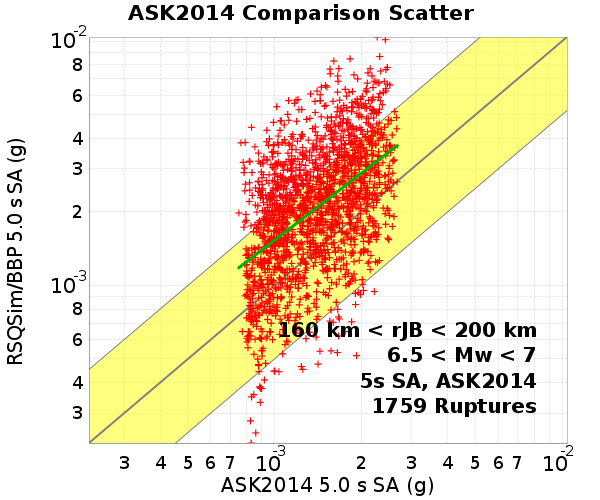 ASK2014 Comparison Scatter
RSQSim/BBP 5.0 s SA (g)
10-2
8
6
4
3
2
10-3
8
6
4
3
160 km < rJB < 200 km
6.5 < Mw < 7
5s SA, ASK2014
1759 Ruptures
3 4 5 6 7 10-3 2 3 4 5 6 7 10-2
ASK2014 5.0 s SA (g)